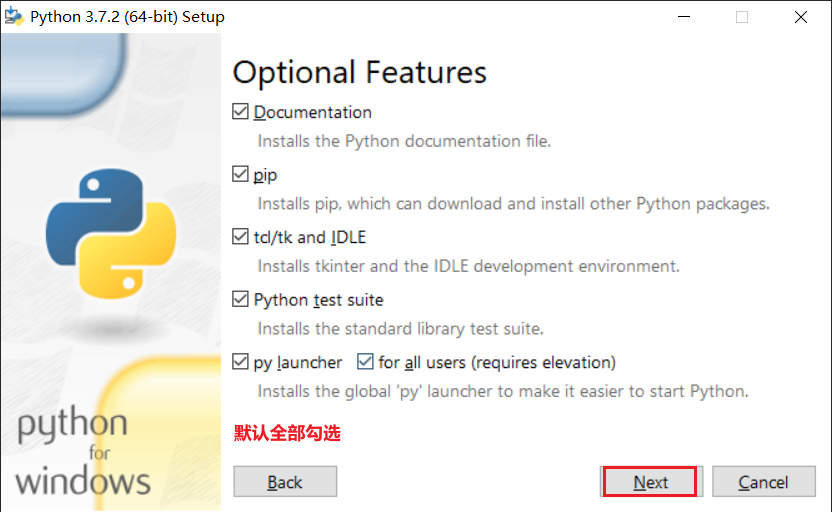 Python 3.7.2 (64-bit) Setup
Optional Features
Documentation
Installs the Python documentation file.
pip
Installs pip, which can download and install other Python packages.
tcl/tk and IDLE
Installs tkinter and the IDLE development environment.
Python test suite
Installs the standard library test suite.
py launcher for all users (requires elevation)
Installs the global 'py' launcher to make it easier to start Python.
默认全部勾选
python
for
windows
Back Next Cancel